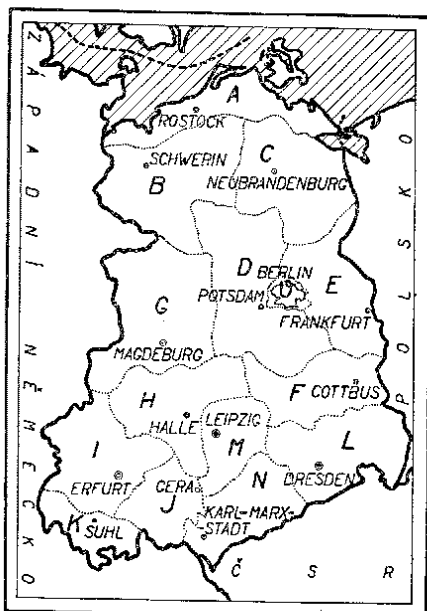 ZÁPADNÍ NĚMECKO
POLSKO
ČSR
A
ROSTOCK
SCHWERIN
B
C
NEUBRANDENBURG
D
BERLIN
U
E
POTSDAM
FRANKFURT
G
MAGDEBURG
F
COTTBUS
H
HALLE
LEIPZIG
M
L
I
ERFURT
GERA
J
N
DRESDEN
K
SUHL
KARL-MARX-
-STADT